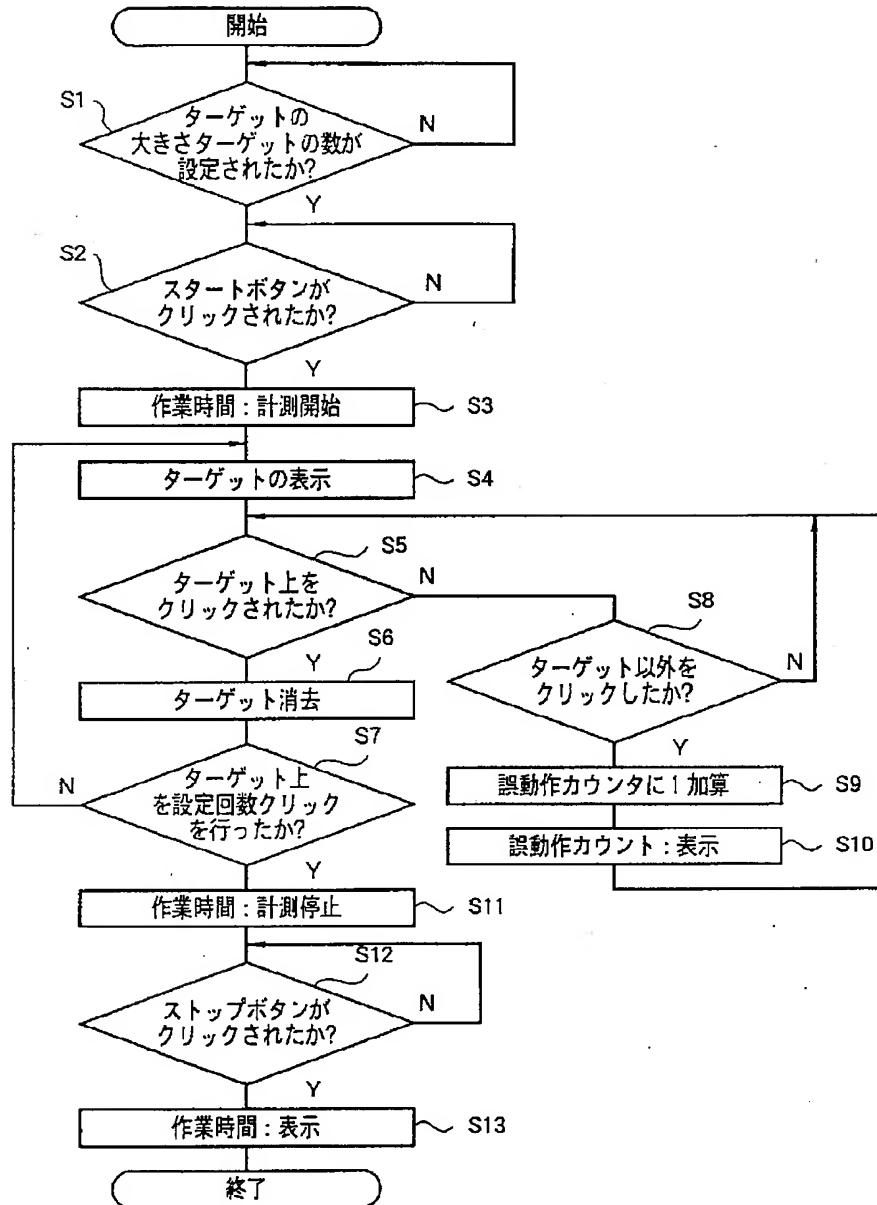 開始
S1
ターゲットの
大きさターゲットの数が
設定されたか?
N
Y
S2
スタートボタンが
クリックされたか?
N
Y
作業時間:計測開始
S3
ターゲットの表示
S4
S5
ターゲット上を
クリックされたか?
N
Y
S6
ターゲット消去
S7
ターゲット上
を設定回数クリック
を行ったか?
N
Y
S8
ターゲット以外を
クリックしたか?
N
Y
誤動作カウンタに1加算
S9
誤動作カウント:表示
S10
作業時間:計測停止
S11
S12
ストップボタンが
クリックされたか?
N
Y
作業時間:表示
S13
終了